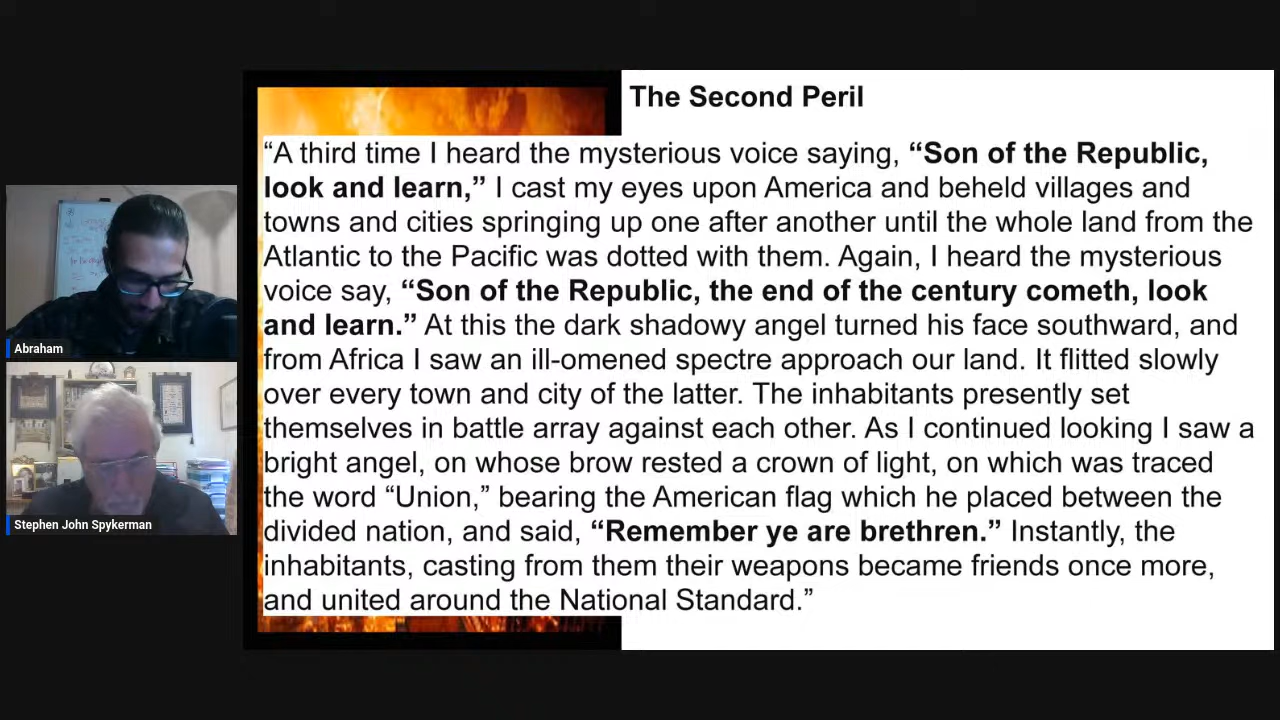 The Second Peril
“A third time I heard the mysterious voice saying, “Son of the Republic,
look and learn,” I cast my eyes upon America and beheld villages and
towns and cities springing up one after another until the whole land from the
Atlantic to the Pacific was dotted with them. Again, I heard the mysterious
voice say, “Son of the Republic, the end of the century cometh, look
and learn.” At this the dark shadowy angel turned his face southward, and
from Africa I saw an ill-omened spectre approach our land. It flitted slowly
over every town and city of the latter. The inhabitants presently set
themselves in battle array against each other. As I continued looking I saw a
bright angel, on whose brow rested a crown of light, on which was traced
the word “Union,” bearing the American flag which he placed between the
divided nation, and said, “Remember ye are brethren.” Instantly, the
inhabitants, casting from them their weapons became friends once more,
and united around the National Standard.”
Abraham
Stephen John Spykerman